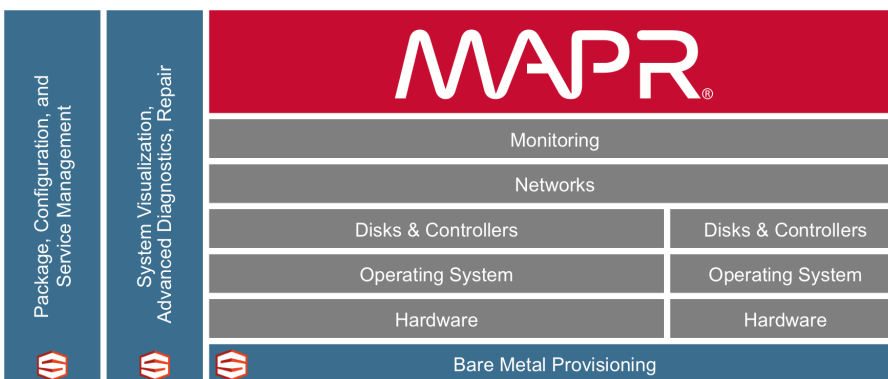 Package, Configuration, and
Service Management
System Visualization,
Advanced Diagnostics, Repair
MAPR®
Monitoring
Networks
Disks & Controllers
Disks & Controllers
Operating System
Operating System
Hardware
Hardware
Bare Metal Provisioning